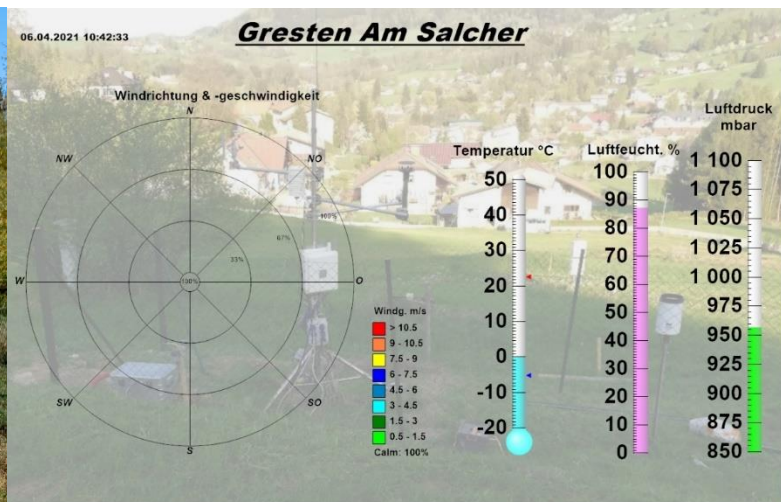 06.04.2021 10:42:33
Gresten Am Salcher
Windrichtung & -geschwindigkeit
N
NW
NO
100%
67%
33%
120%
W
O
SW
SO
S
Windg. m/s
> 10.5
9 - 10.5
7.5 - 9
6 - 7.5
4.5 - 6
3 - 4.5
1.5 - 3
0.5 - 1.5
Calm: 100%
Temperatur °C
50
40
30
20
10
0
-10
-20
Luftfeucht. %
100
90
80
70
60
50
40
30
20
10
0
Luftdruck
mbar
1 100
1 075
1 050
1 025
1 000
975
950
925
900
875
850